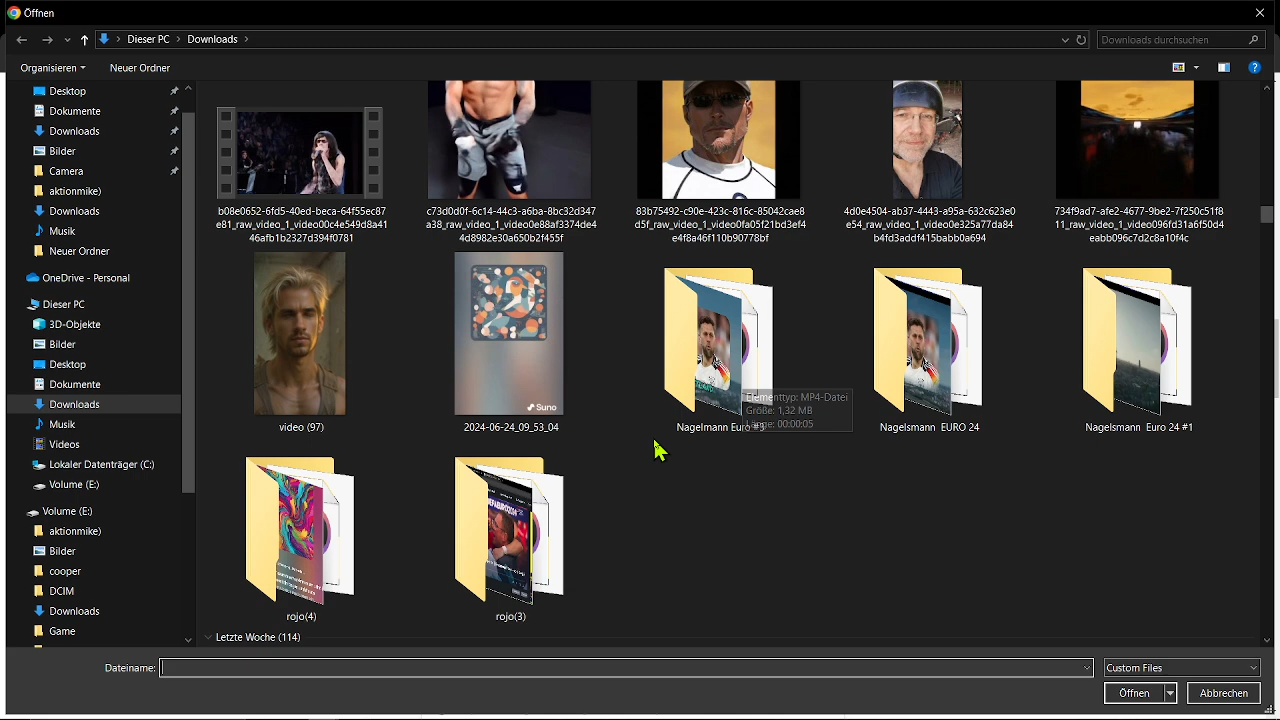 Öffnen
Dieser PC
Downloads
Downloads durchsuchen
Organisieren
Neuer Ordner
Desktop
Dokumente
Downloads
Bilder
Camera
aktionmike)
Downloads
Musik
Neuer Ordner
OneDrive - Personal
Dieser PC
3D-Objekte
Bilder
Desktop
Dokumente
Downloads
Musik
Videos
Lokaler Datenträger (C:)
Volume (E:)
Volume (E:)
aktionmike)
Bilder
cooper
DCIM
Downloads
Game
b08e0652-6fd5-40ed-beca-64f55ec87
e81_raw_video_1_video00c4e549d8a41
46afb1b2327d394f0781
c73d0d0f-6c14-44c3-a6ba-8bc32d347
a38_raw_video_1_video0e88af3374de4
4d8982e30a650b2f455f
83b75492-c90e-423c-816c-85042cae8
d5f_raw_video_1_video0fa05f21bd3ef4
e4f8a46f110b90778bf
4d0e4504-ab37-4443-a95a-632c623e0
e54_raw_video_1_video0e325a77da84
b4fd3addf415babb0a694
734f9ad7-afe2-4677-9be2-7f250c51f8
11_raw_video_1_video096fd31a6f50d4
eabb096c7d2c8a10f4c
video (97)
Suno
2024-06-24_09_53_04
Nagelmann Euro
Elementtyp: MP4-Datei
Größe: 1,32 MB
Länge: 00:00:05
Nagelsmann EURO 24
Nagelsmann Euro 24 #1
rojo(4)
rojo(3)
Letzte Woche (114)
Dateiname:
Custom Files
Öffnen
Abbrechen